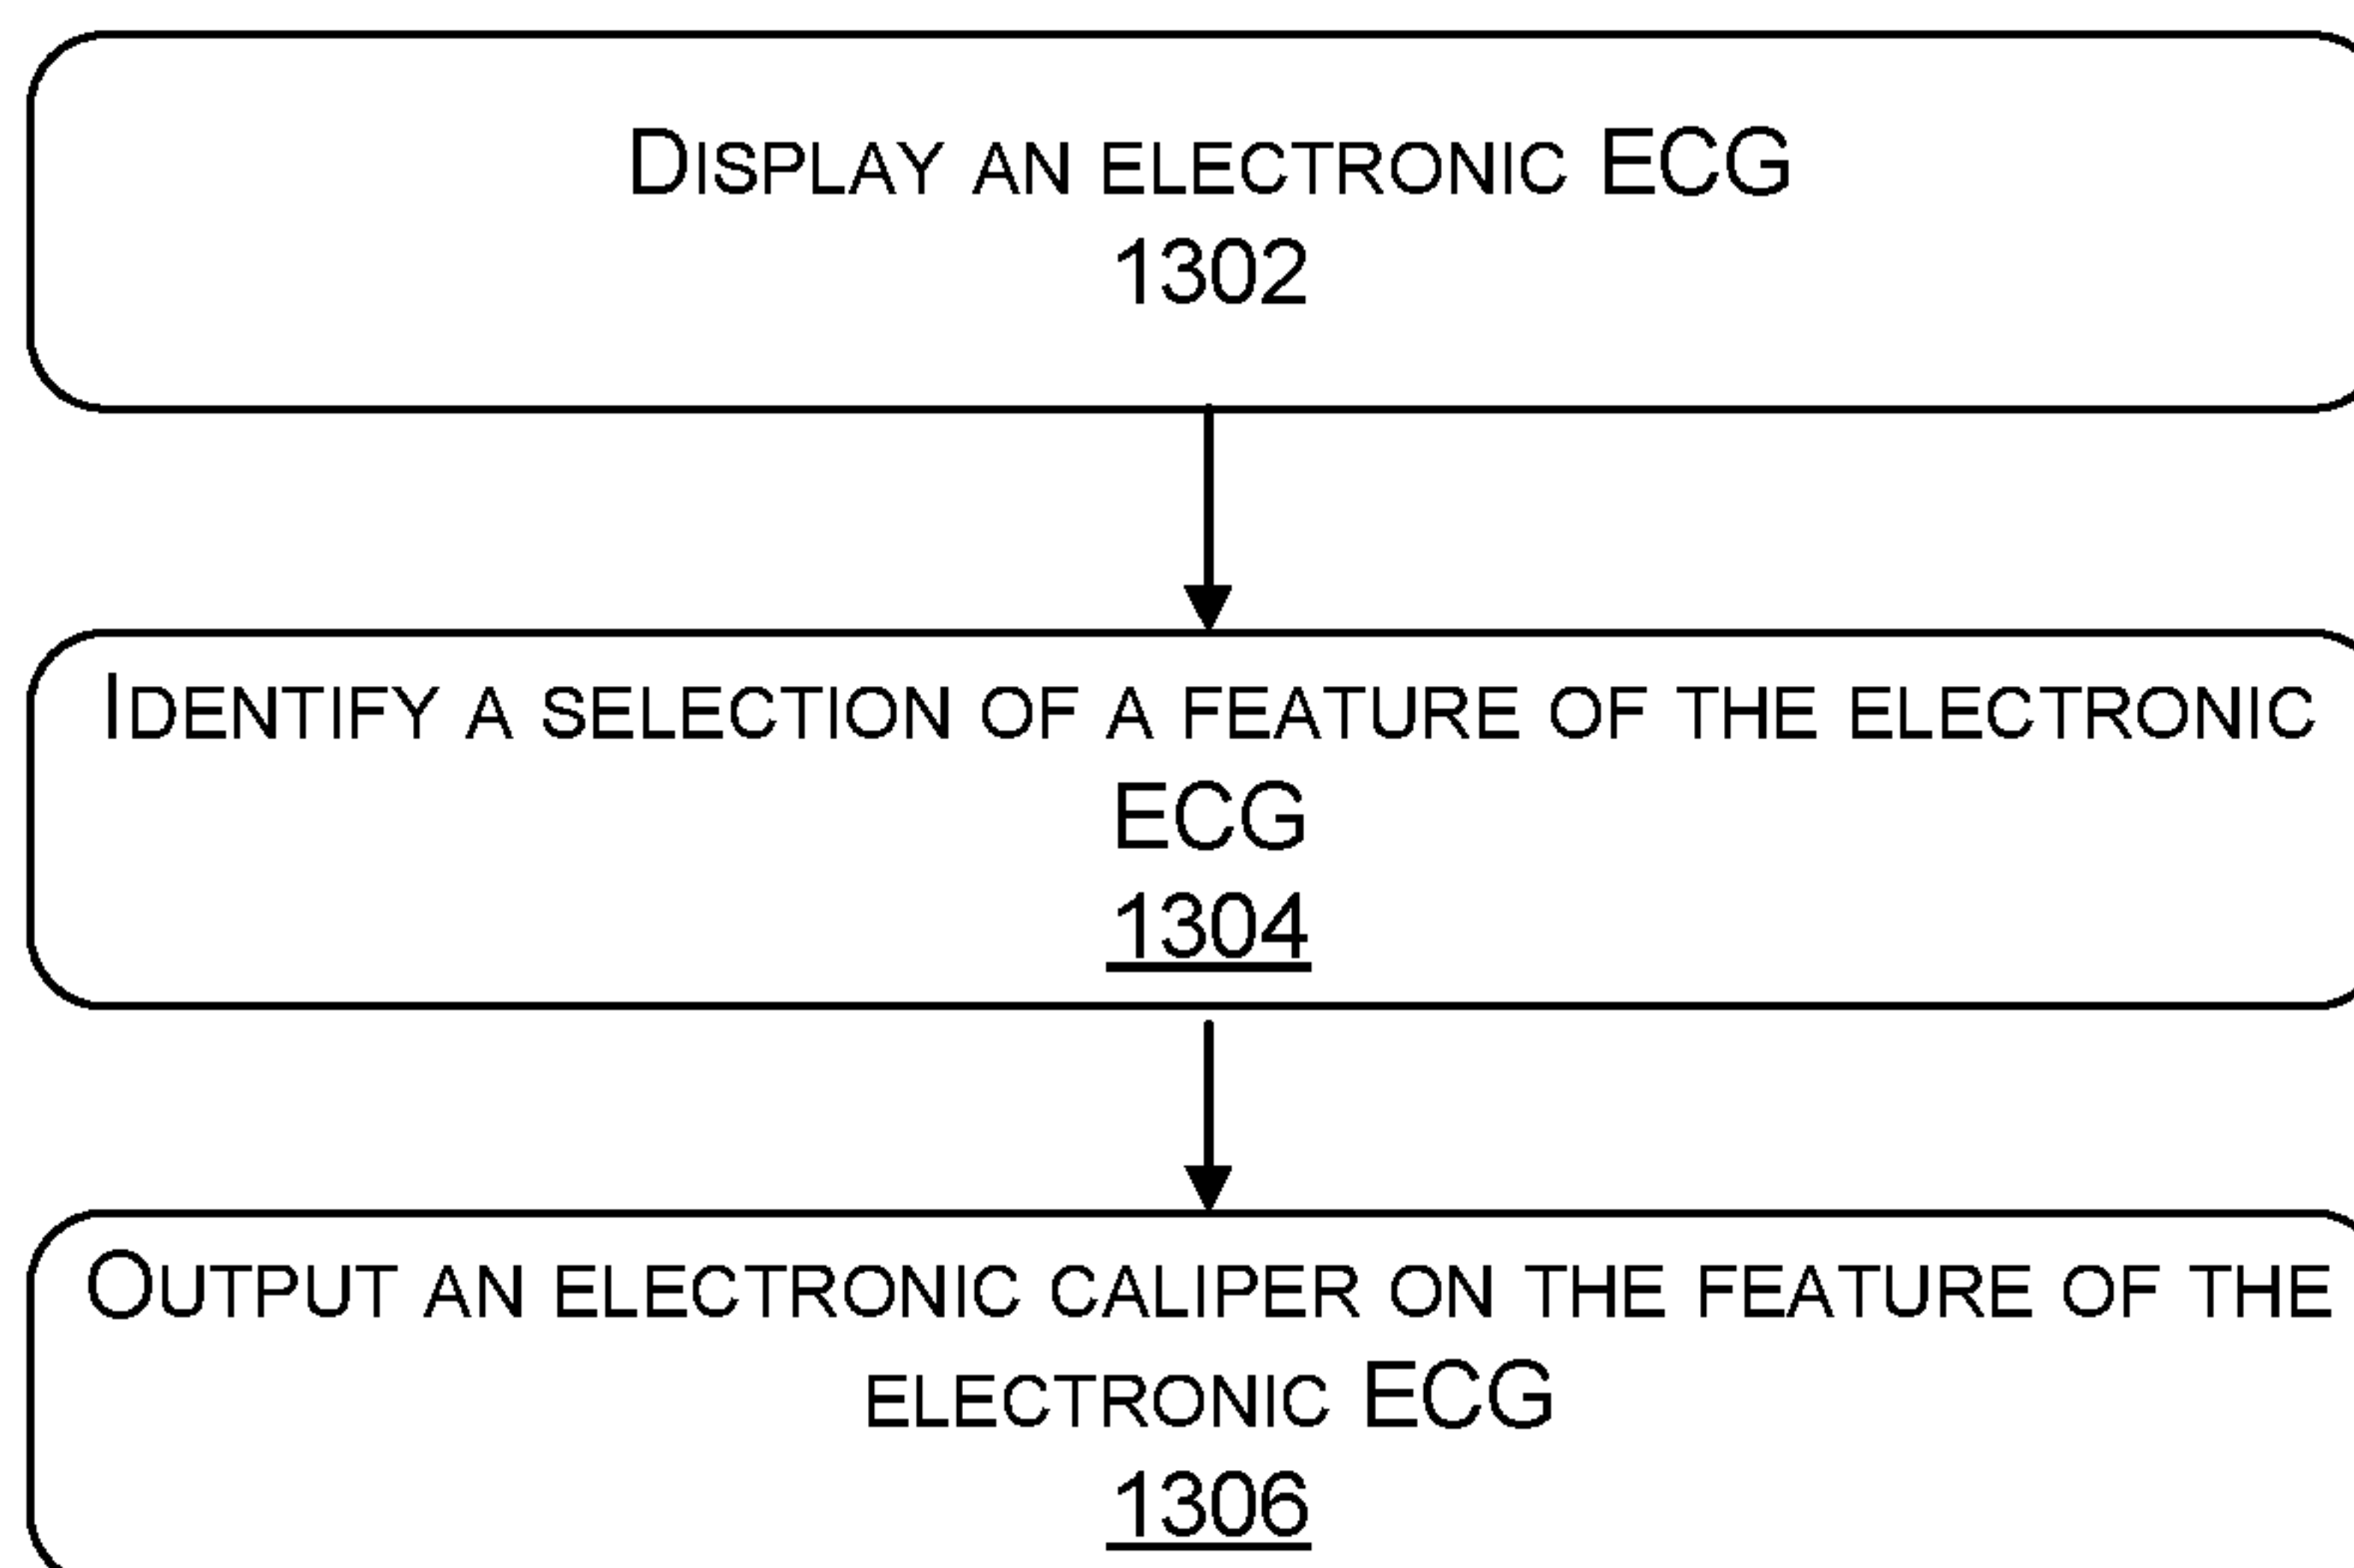 DISPLAY AN ELECTRONIC ECG
1302
IDENTIFY A SELECTION OF A FEATURE OF THE ELECTRONIC
ECG
1304
OUTPUT AN ELECTRONIC CALIPER ON THE FEATURE OF THE
ELECTRONIC ECG
1306